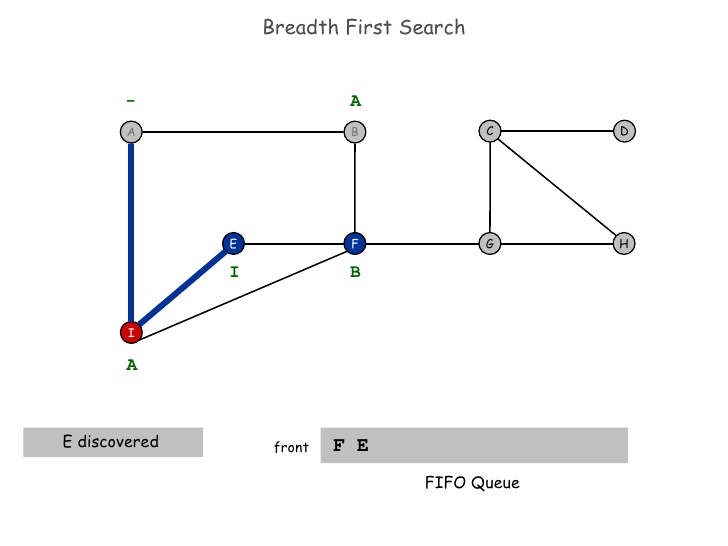 Breadth First Search
- A
A B C D
E F G H
I B
I
A
E discovered
front F E
FIFO Queue